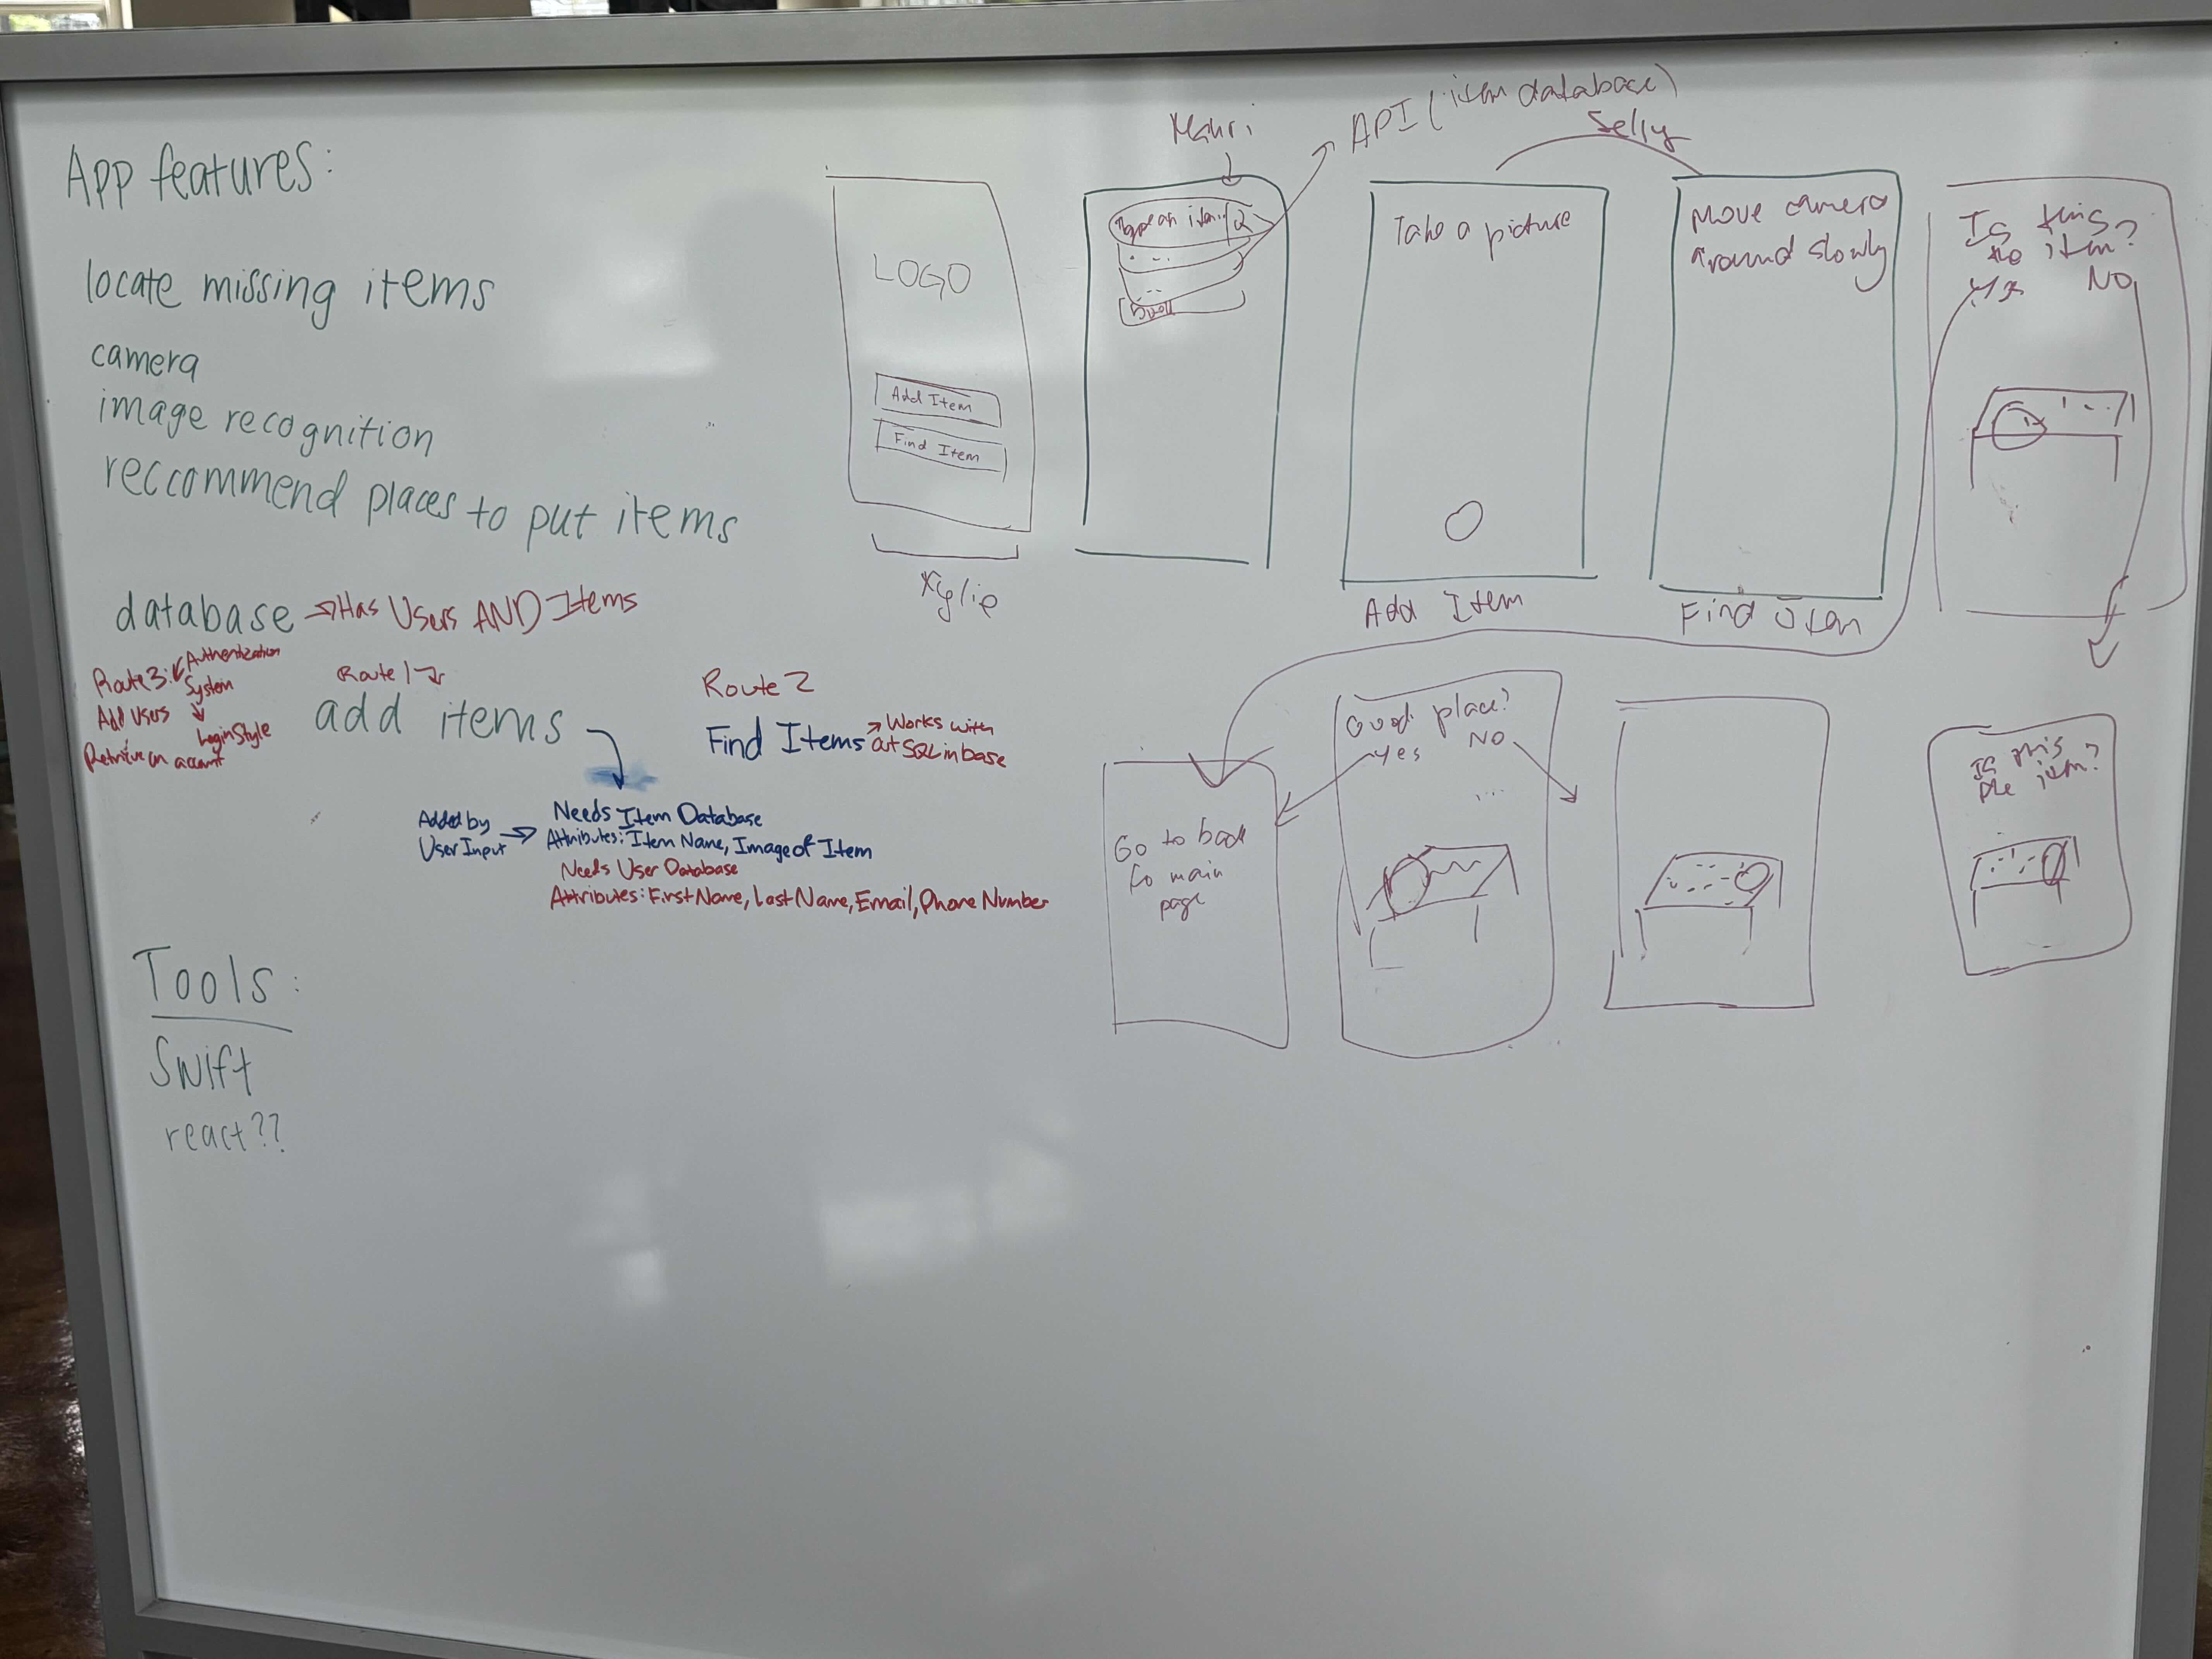 App features:
locate missing items
camera
image recognition
reccommend places to put items
database → Has Users AND Items
Route 3:
Authentication
System
Login Style
Add Users
Retrieve an account
Route 1
add items
Route 2
Find Items → Works with
SQL in base
Added by
User Input →
Needs Item Database
Attributes: Item Name, Image of Item
Needs User Database
Attributes: First Name, Last Name, Email, Phone Number
Tools:
Swift
react??
LOGO
Add Item
Find Item
Kylie
API (item database)
Selly
Type an item
Take a picture
Add Item
Move camera
around slowly
Find Item
Is this
the item?
Yes NO
Go to back
to main
page
Good place?
yes NO
Is this
the item?